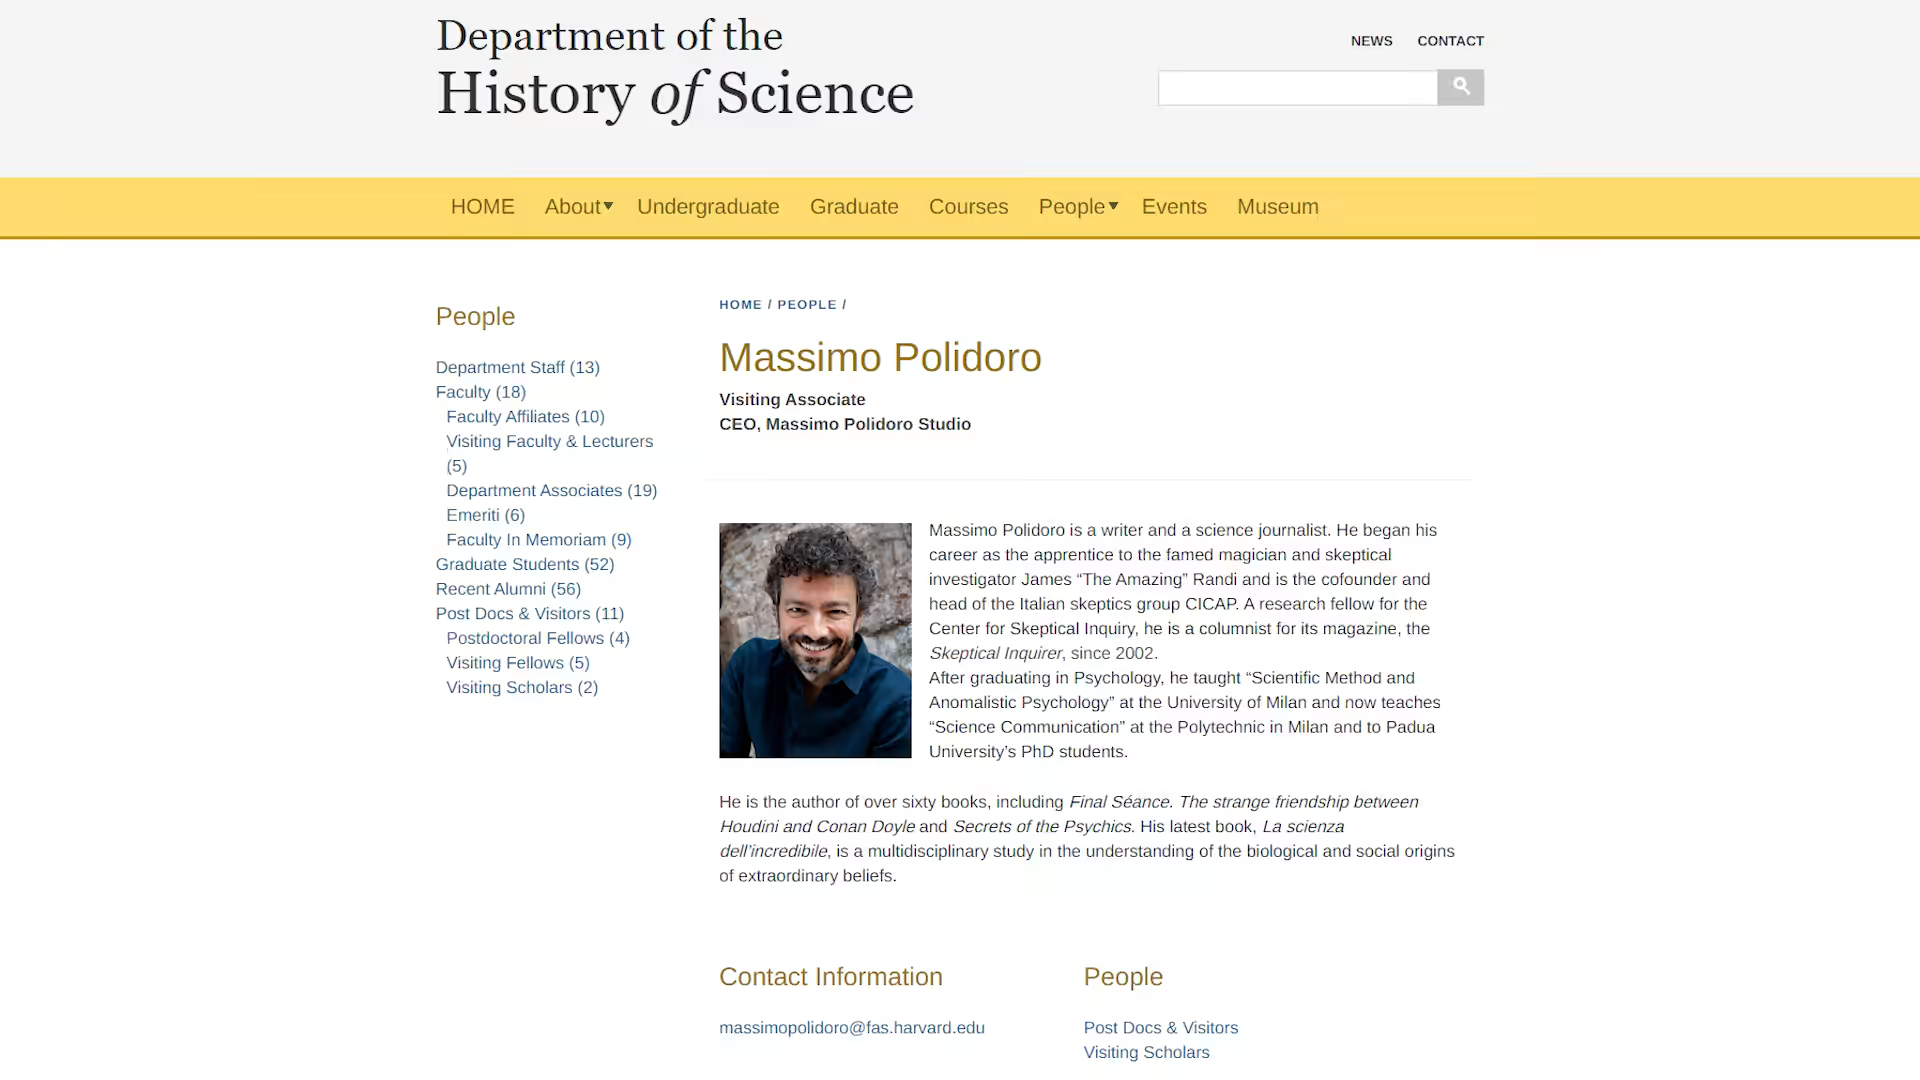 Department of the
History of Science
NEWS CONTACT
HOME About Undergraduate Graduate Courses People Events Museum
People
Department Staff (13)
Faculty (18)
Faculty Affiliates (10)
Visiting Faculty & Lecturers
(5)
Department Associates (19)
Emeriti (6)
Faculty In Memoriam (9)
Graduate Students (52)
Recent Alumni (56)
Post Docs & Visitors (11)
Postdoctoral Fellows (4)
Visiting Fellows (5)
Visiting Scholars (2)
HOME / PEOPLE /
Massimo Polidoro
Visiting Associate
CEO, Massimo Polidoro Studio
Massimo Polidoro is a writer and a science journalist. He began his
career as the apprentice to the famed magician and skeptical
investigator James “The Amazing” Randi and is the cofounder and
head of the Italian skeptics group CICAP. A research fellow for the
Center for Skeptical Inquiry, he is a columnist for its magazine, the
Skeptical Inquirer, since 2002.
After graduating in Psychology, he taught “Scientific Method and
Anomalistic Psychology” at the University of Milan and now teaches
“Science Communication” at the Polytechnic in Milan and to Padua
University’s PhD students.
He is the author of over sixty books, including Final Séance. The strange friendship between
Houdini and Conan Doyle and Secrets of the Psychics. His latest book, La scienza
dell’incredibile, is a multidisciplinary study in the understanding of the biological and social origins
of extraordinary beliefs.
Contact Information
massimopolidoro@fas.harvard.edu
People
Post Docs & Visitors
Visiting Scholars